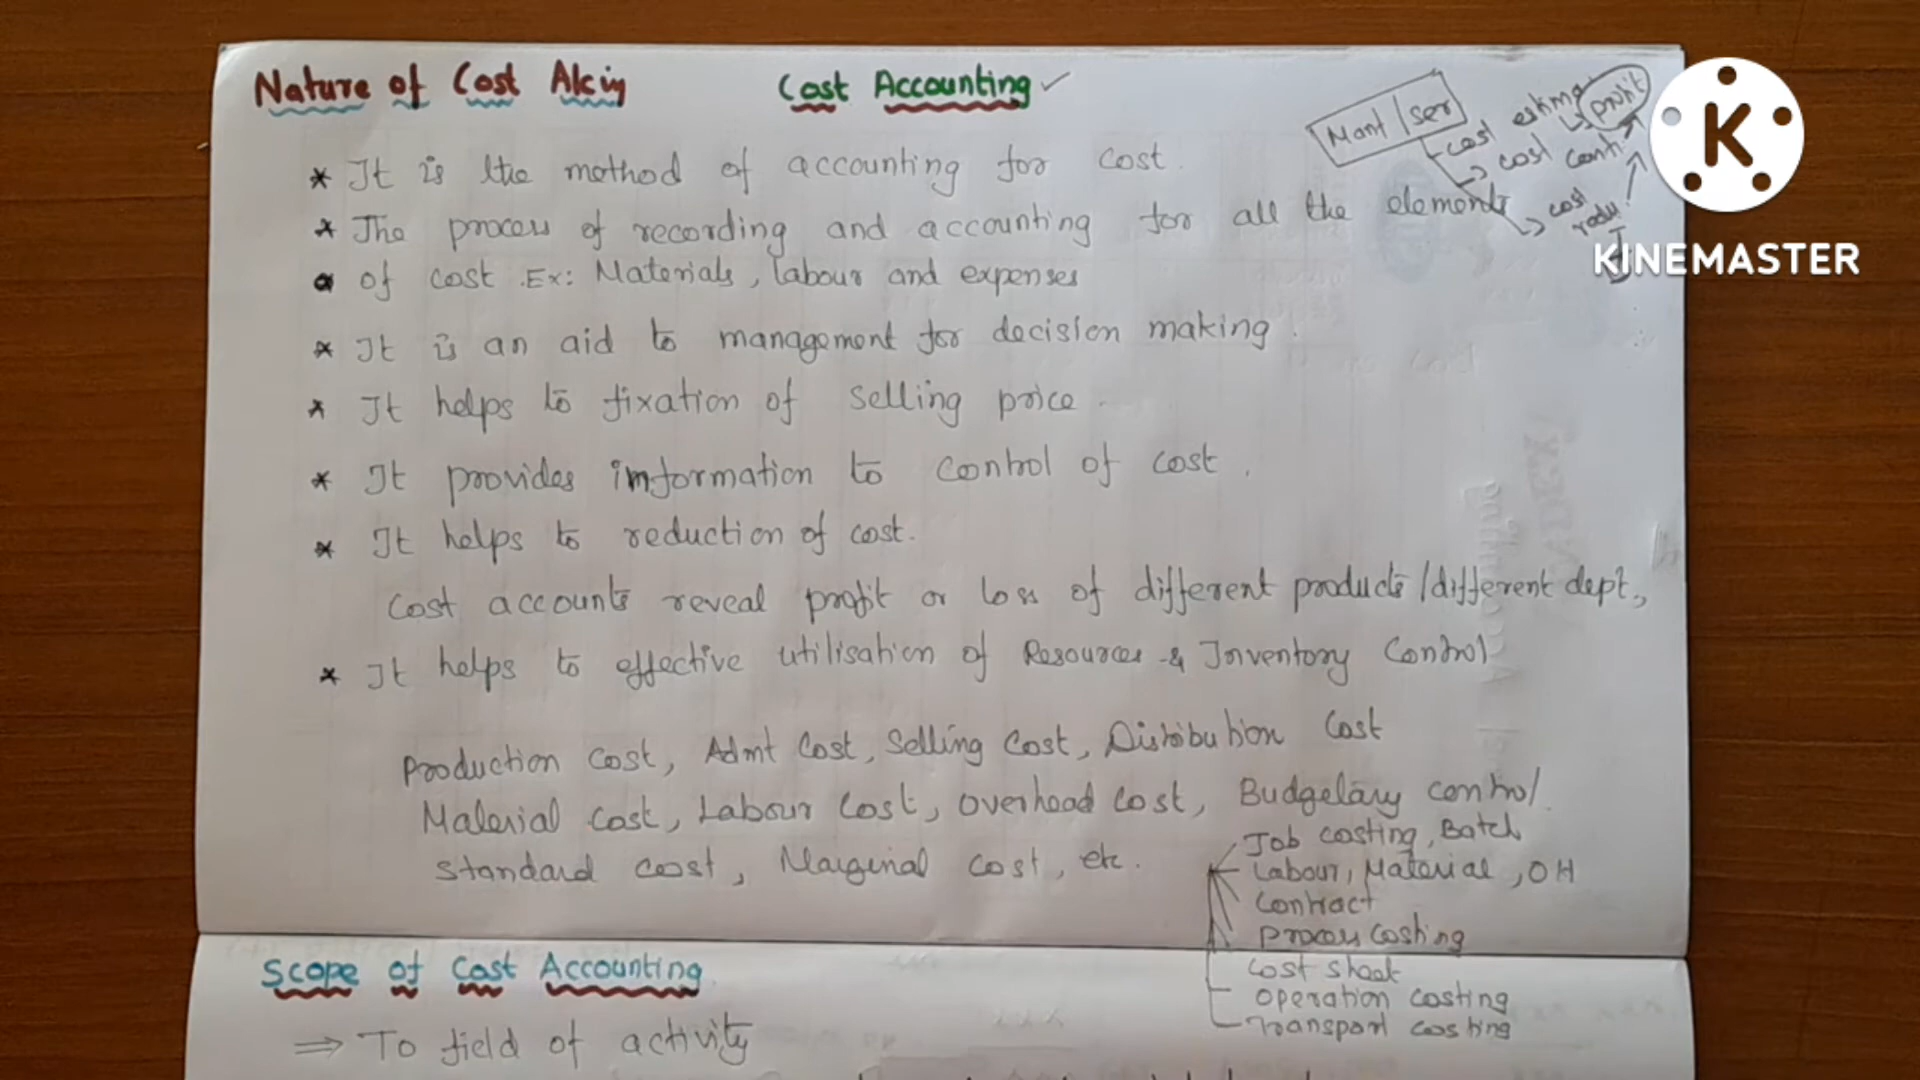 Nature of Cost A/cing
Cost Accounting ✓
Manf/ser
cost estima
profit
cost cont
cost redu
* It is the method of accounting for cost.
* The process of recording and accounting for all the elements
of cost. Ex: Materials, labour and expenses
* It is an aid to management for decision making.
* It helps to fixation of selling price.
* It provides information to control of cost.
* It helps to reduction of cost.
Cost accounts reveal profit or loss of different products/different dept,
* It helps to effective utilisation of Resources & Inventory Control
Production cost, Admt Cost, Selling Cost, Distribution Cost
Material Cost, Labour Cost, Overhead Cost, Budgetary control.
Standard cost, Marginal cost, etc.
Job costing, Batch
Labour, Material, OH
Contract
Process Costing
Cost sheet
Operation costing
Transport costing
Scope of Cost Accounting
⇒ To field of activity
K
KINEMASTER